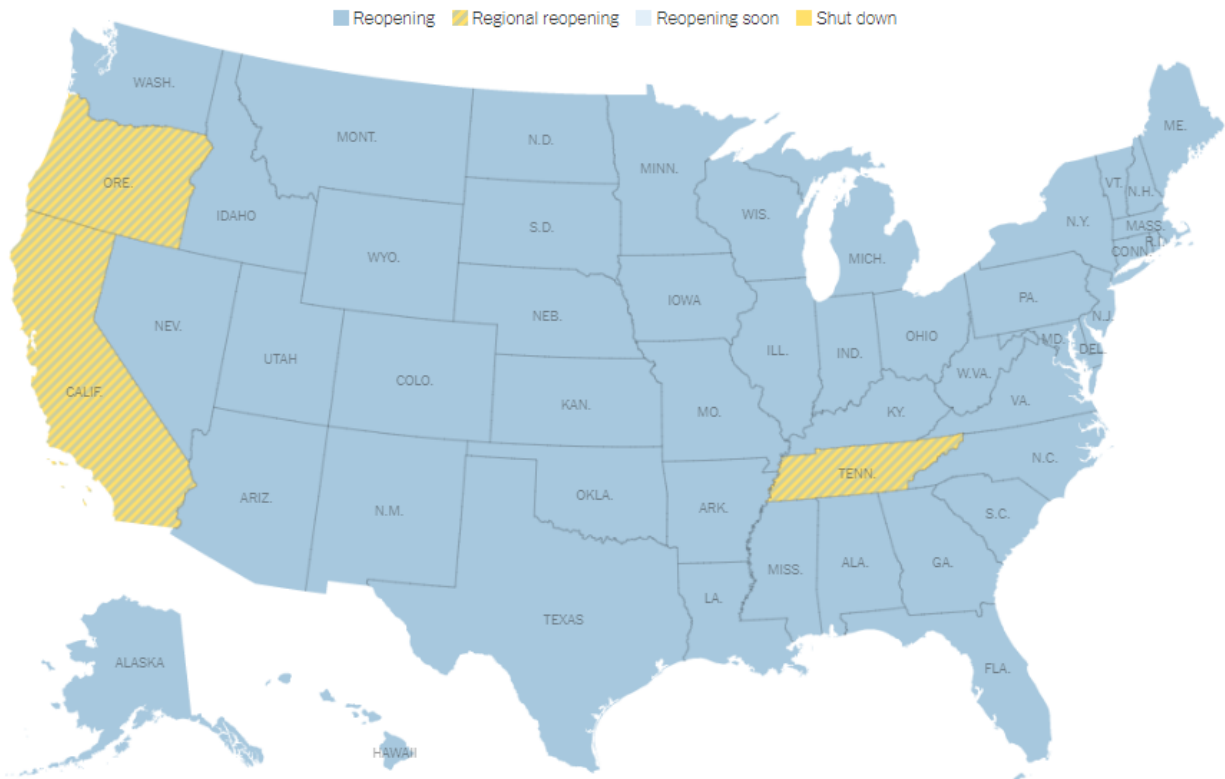 Reopening Regional reopening Reopening soon Shut down
WASH.
MONT.
N.D.
MINN.
ME.
ORE.
IDAHO
WYO.
S.D.
WIS.
MICH.
N.Y.
VT.
N.H.
MASS.
R.I.
CONN.
NEV.
UTAH
COLO.
NEB.
IOWA
ILL.
IND.
OHIO
PA.
N.J.
MD.
DEL.
CALIF.
KAN.
MO.
KY.
W.VA.
VA.
ARIZ.
N.M.
OKLA.
ARK.
TENN.
N.C.
S.C.
MISS.
ALA.
GA.
TEXAS
LA.
FLA.
ALASKA
HAWAII